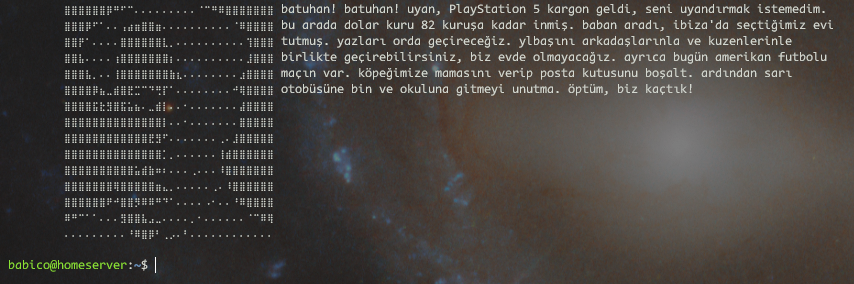 batuhan! batuhan! uyan, PlayStation 5 kargon geldi, seni uyandırmak istemedim.
bu arada dolar kuru 82 kuruşa kadar inmiş. baban aradı, ibiza'da seçtiğimiz evi
tutmuş. yazları orda geçireceğiz. ylbaşını arkadaşlarınla ve kuzenlerinle
birlikte geçirebilirsiniz, biz evde olmayacağız. ayrıca bugün amerikan futbolu
maçın var. köpeğimize mamasını verip posta kutusunu boşalt. ardından sarı
otobüsüne bin ve okuluna gitmeyi unutma. öptüm, biz kaçtık!
babico@homeserver:~$